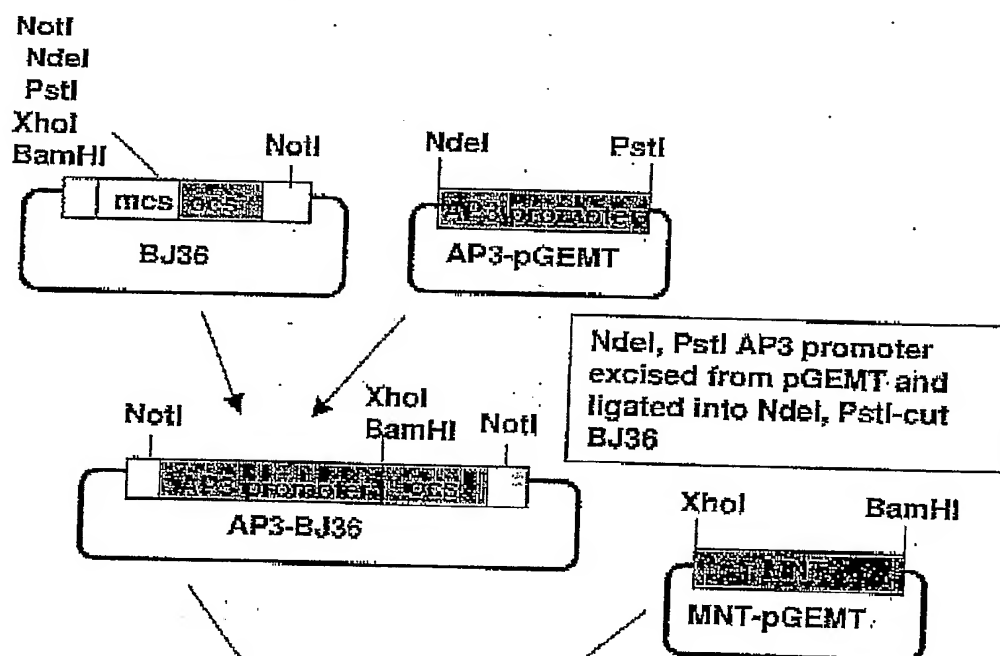 NotI
NdeI
PstI
XhoI
BamHI
NotI
mcs
ocs
BJ36
NdeI
PstI
AP3 promoter
AP3-pGEMT
NdeI, PstI AP3 promoter
excised from pGEMT and
ligated into NdeI, PstI-cut
BJ36
NotI
XhoI
BamHI
NotI
AP3 promoter
ocs
AP3-BJ36
XhoI
BamHI
MNT-pGEMT